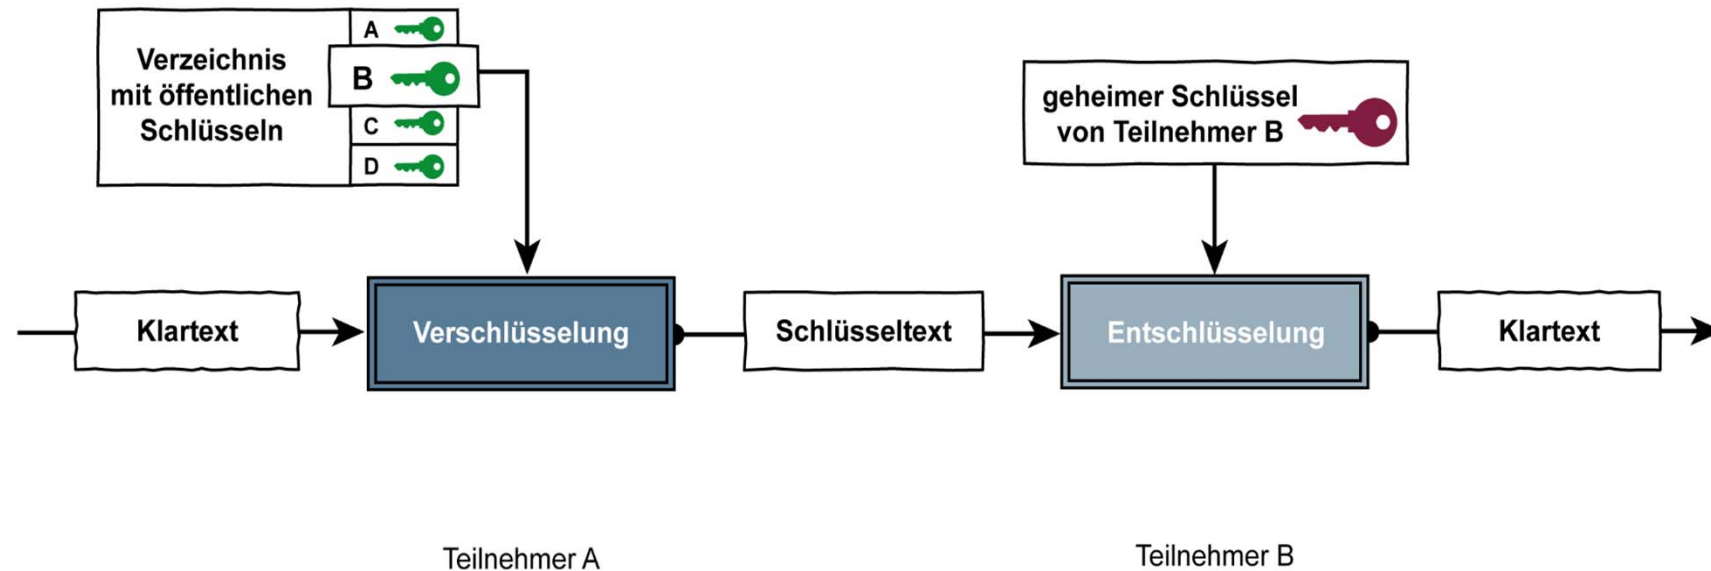 Verzeichnis
mit öffentlichen
Schlüsseln
A
B
C
D
geheimer Schlüssel
von Teilnehmer B
Klartext
Verschlüsselung
Schlüsseltext
Entschlüsselung
Klartext
Teilnehmer A
Teilnehmer B